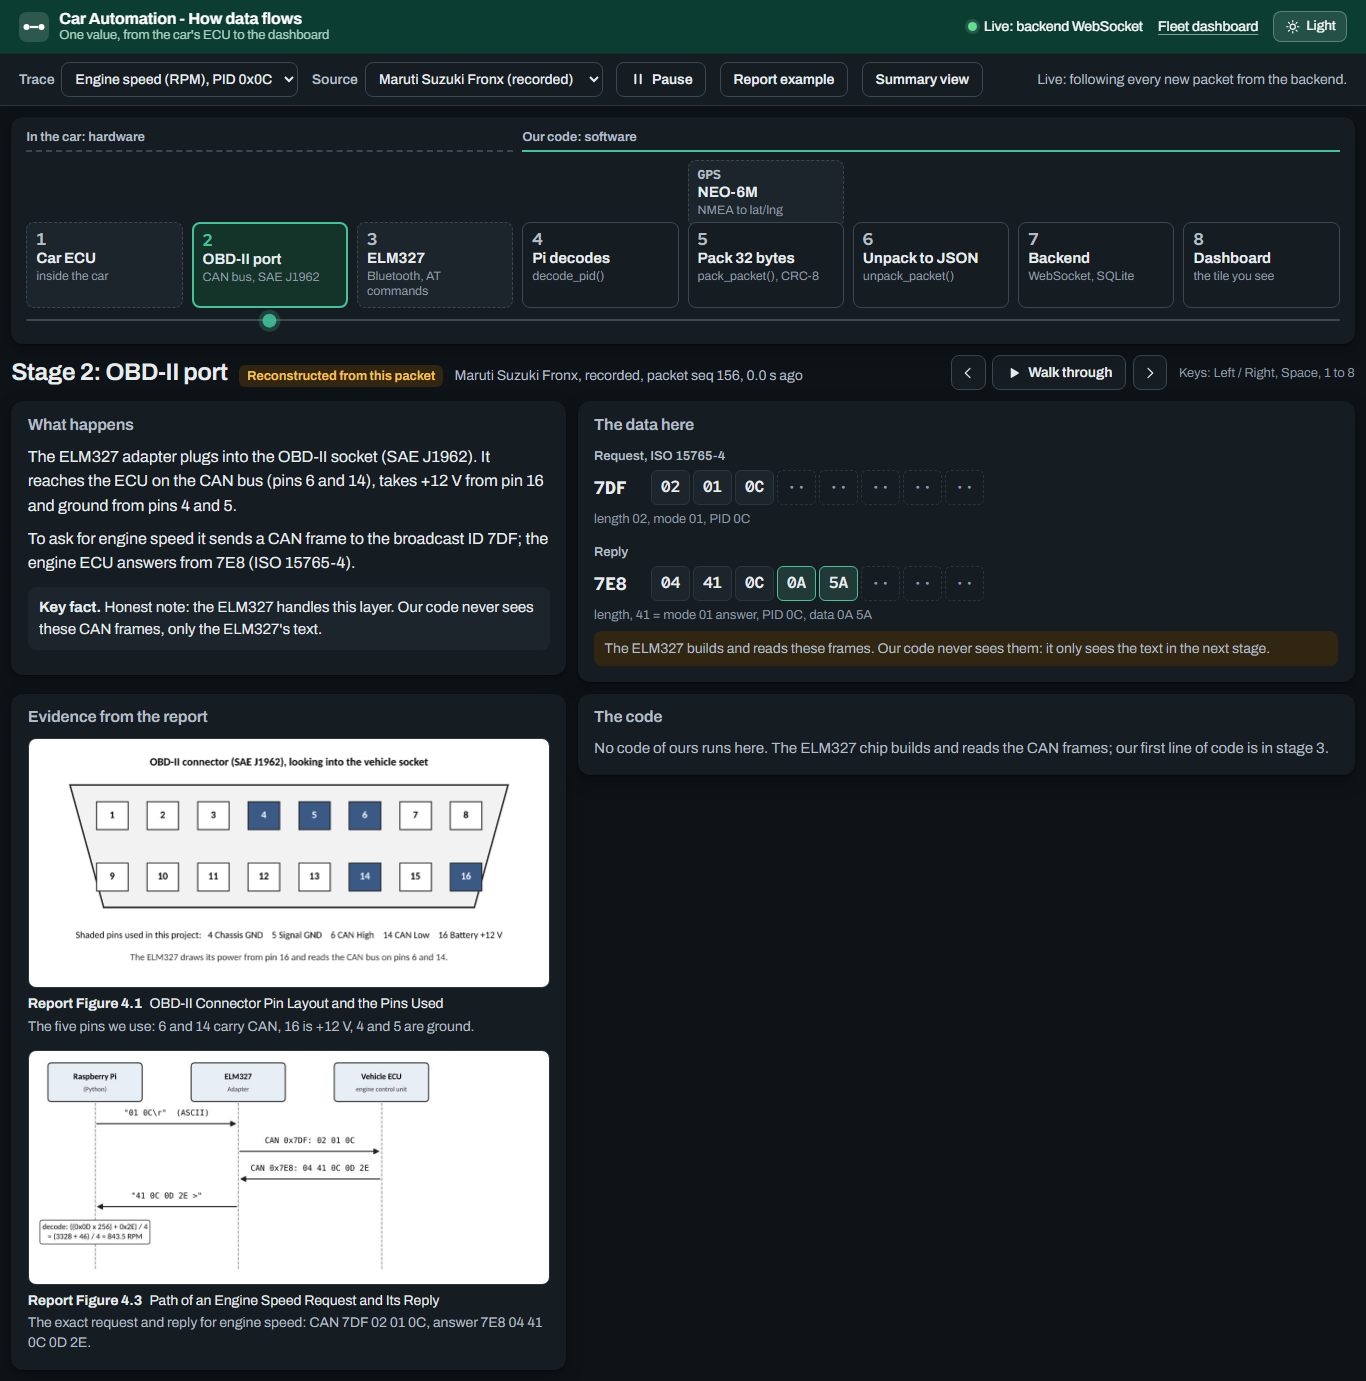 Car Automation - How data flows
One value, from the car's ECU to the dashboard
Live: backend WebSocket
Fleet dashboard
Light
Trace
Engine speed (RPM), PID 0x0C
Source
Maruti Suzuki Fronx (recorded)
Pause
Report example
Summary view
Live: following every new packet from the backend.
In the car: hardware
Our code: software
GPS
NEO-6M
NMEA to lat/lng
1
Car ECU
inside the car
2
OBD-II port
CAN bus, SAE J1962
3
ELM327
Bluetooth, AT
commands
4
Pi decodes
decode_pid()
5
Pack 32 bytes
pack_packet(), CRC-8
6
Unpack to JSON
unpack_packet()
7
Backend
WebSocket, SQLite
8
Dashboard
the tile you see
Stage 2: OBD-II port
Reconstructed from this packet
Maruti Suzuki Fronx, recorded, packet seq 156, 0.0 s ago
Walk through
Keys: Left / Right, Space, 1 to 8
What happens
The ELM327 adapter plugs into the OBD-II socket (SAE J1962). It
reaches the ECU on the CAN bus (pins 6 and 14), takes +12 V from pin 16
and ground from pins 4 and 5.
To ask for engine speed it sends a CAN frame to the broadcast ID 7DF; the
engine ECU answers from 7E8 (ISO 15765-4).
Key fact. Honest note: the ELM327 handles this layer. Our code never sees
these CAN frames, only the ELM327's text.
The data here
Request, ISO 15765-4
7DF 02 01 0C ·· ·· ·· ·· ··
length 02, mode 01, PID 0C
Reply
7E8 04 41 0C 0A 5A ·· ·· ··
length, 41 = mode 01 answer, PID 0C, data 0A 5A
The ELM327 builds and reads these frames. Our code never sees them: it only sees the text in the next stage.
Evidence from the report
OBD-II connector (SAE J1962), looking into the vehicle socket
1 2 3 4 5 6 7 8
9 10 11 12 13 14 15 16
Shaded pins used in this project: 4 Chassis GND 5 Signal GND 6 CAN High 14 CAN Low 16 Battery +12 V
The ELM327 draws its power from pin 16 and reads the CAN bus on pins 6 and 14.
Report Figure 4.1 OBD-II Connector Pin Layout and the Pins Used
The five pins we use: 6 and 14 carry CAN, 16 is +12 V, 4 and 5 are ground.
Raspberry Pi
(Python)
ELM327
Adapter
Vehicle ECU
engine control unit
"01 0C\r" (ASCII)
CAN 0x7DF: 02 01 0C
CAN 0x7E8: 04 41 0C 0D 2E
"41 0C 0D 2E >"
decode: ((0x0D x 256) + 0x2E) / 4
= (3328 + 46) / 4 = 843.5 RPM
Report Figure 4.3 Path of an Engine Speed Request and Its Reply
The exact request and reply for engine speed: CAN 7DF 02 01 0C, answer 7E8 04 41
0C 0D 2E.
The code
No code of ours runs here. The ELM327 chip builds and reads the CAN frames; our first line of code is in stage 3.